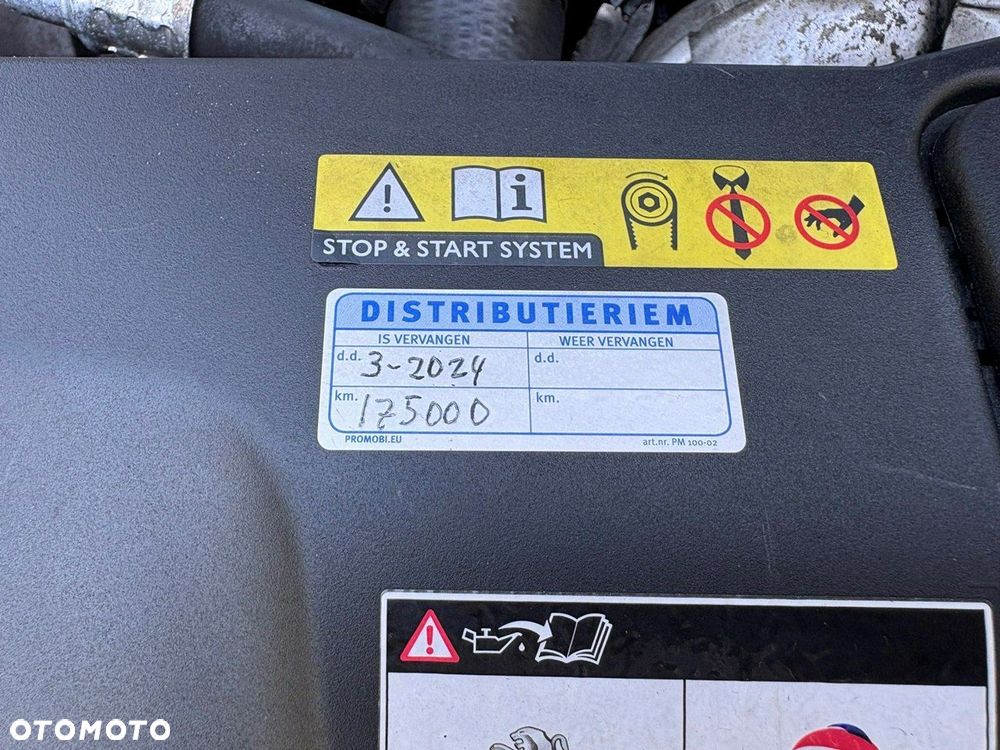 STOP & START SYSTEM
DISTRIBUTIERIEM
IS VERVANGEN WEER VERVANGEN
d.d. 3-2024 d.d.
km. 175000 km.
PROMOBI.EU art.nr. PM 100-02
OTOMOTO